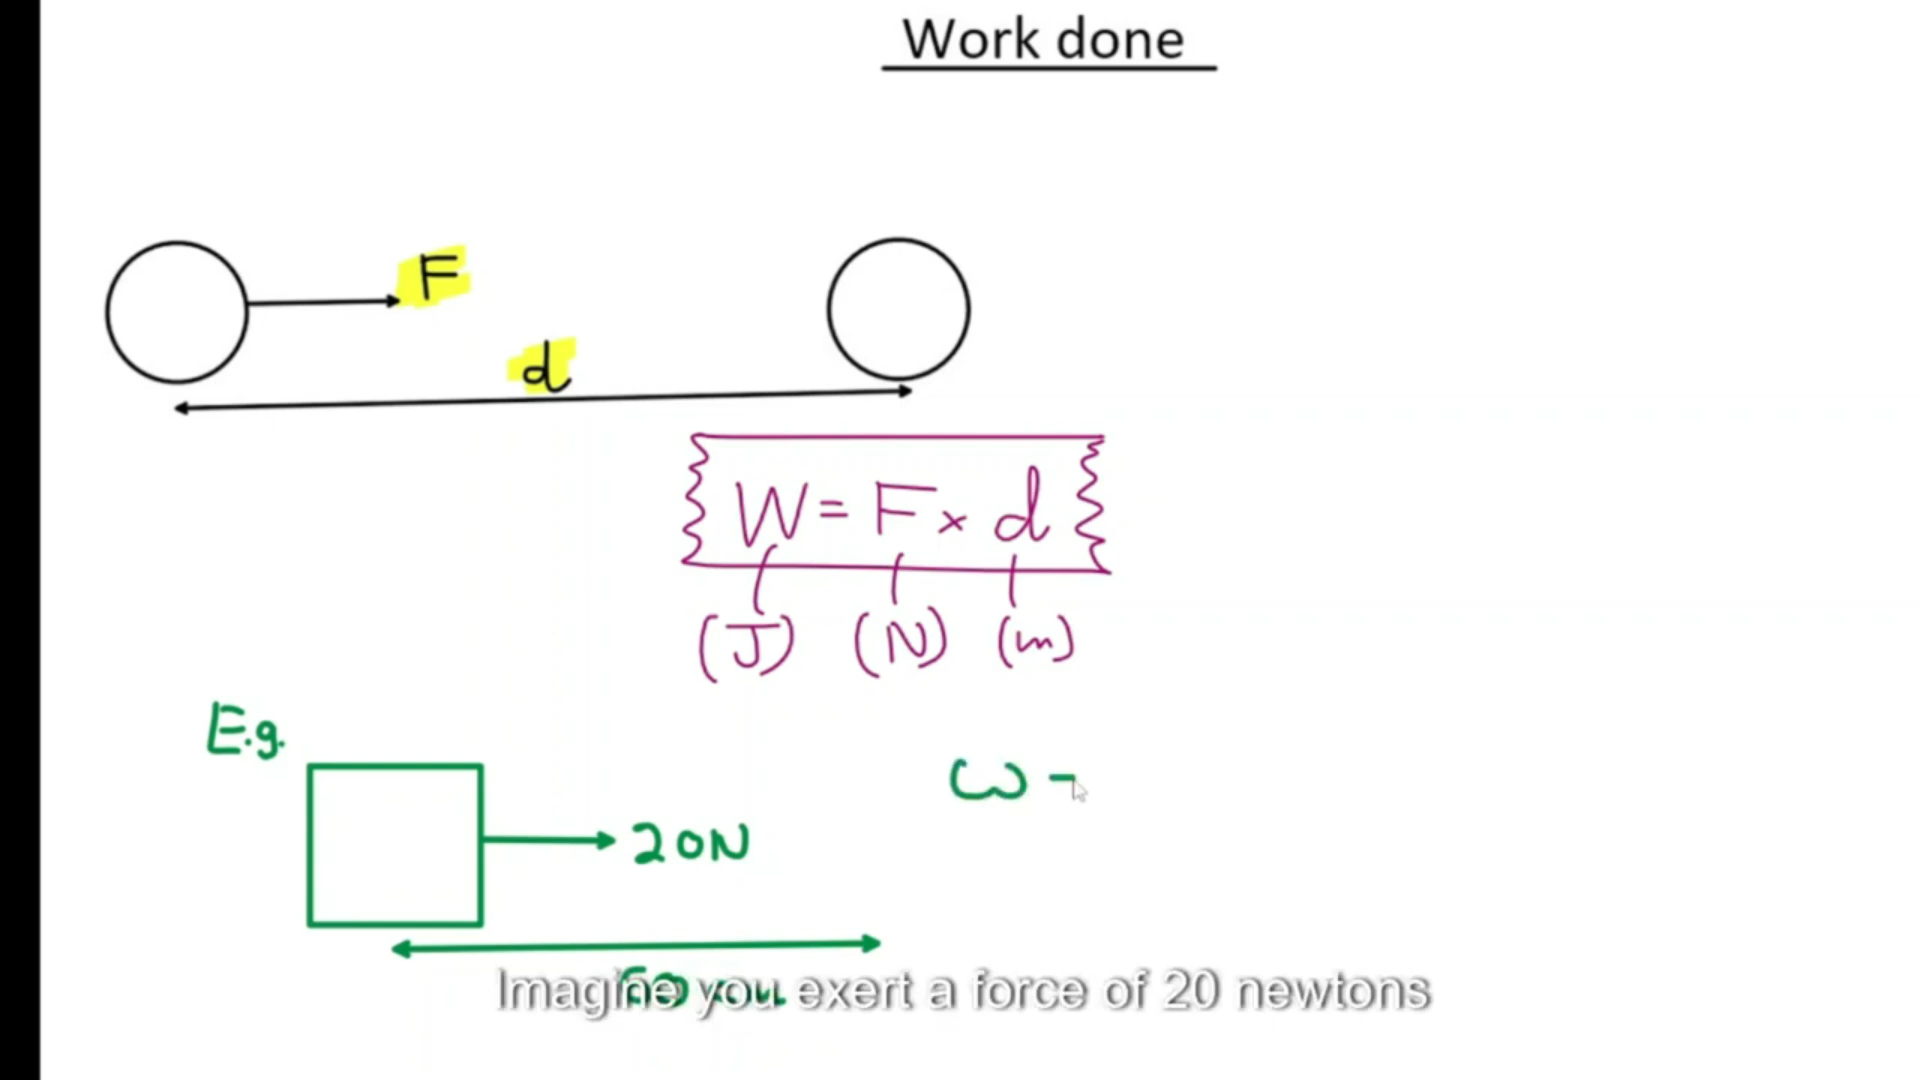 Work done
F
d
W = F × d
(J) (N) (m)
E.g.
W -
20N
Imagine you exert a force of 20 newtons